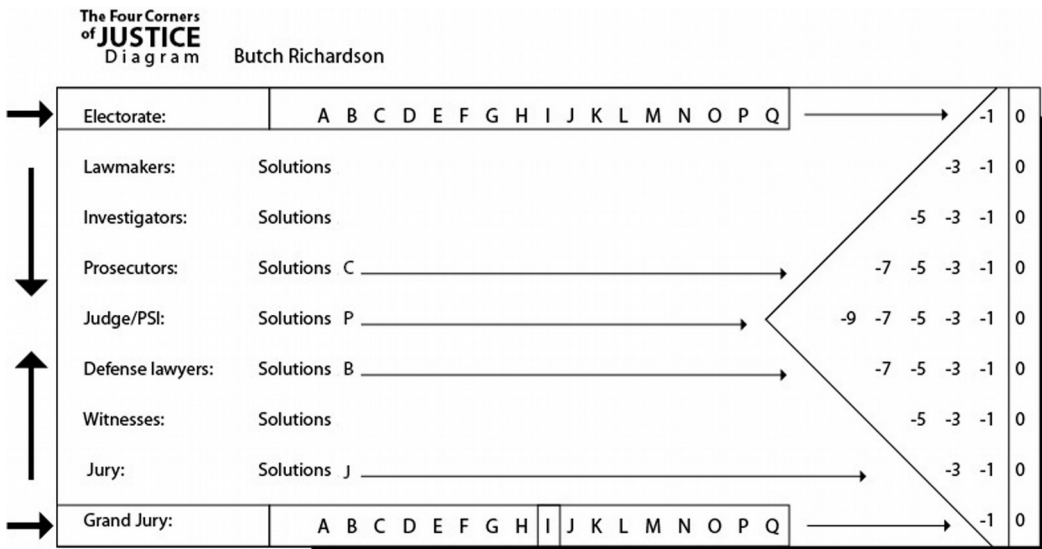 The Four Corners
of JUSTICE
Diagram Butch Richardson
Electorate: A B C D E F G H I J K L M N O P Q -1 0
Lawmakers: Solutions -3 -1 0
Investigators: Solutions -5 -3 -1 0
Prosecutors: Solutions C -7 -5 -3 -1 0
Judge/PSI: Solutions P -9 -7 -5 -3 -1 0
Defense lawyers: Solutions B -7 -5 -3 -1 0
Witnesses: Solutions -5 -3 -1 0
Jury: Solutions J -3 -1 0
Grand Jury: A B C D E F G H I J K L M N O P Q -1 0